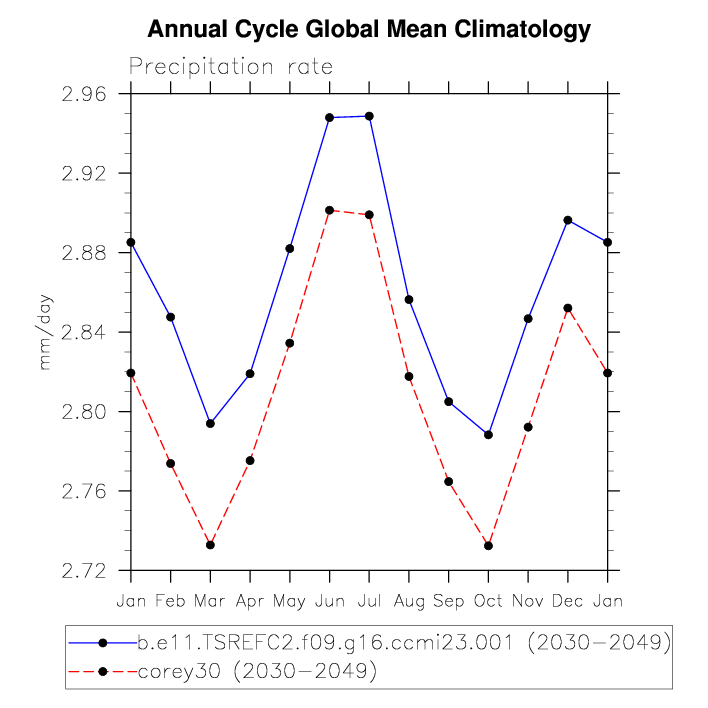 Annual Cycle Global Mean Climatology
Precipitation rate
2.96
2.92
2.88
2.84
2.80
2.76
2.72
mm/day
Jan Feb Mar Apr May Jun Jul Aug Sep Oct Nov Dec Jan
b.e11.TSREFC2.f09.g16.ccmi23.001 (2030−2049)
corey30 (2030−2049)